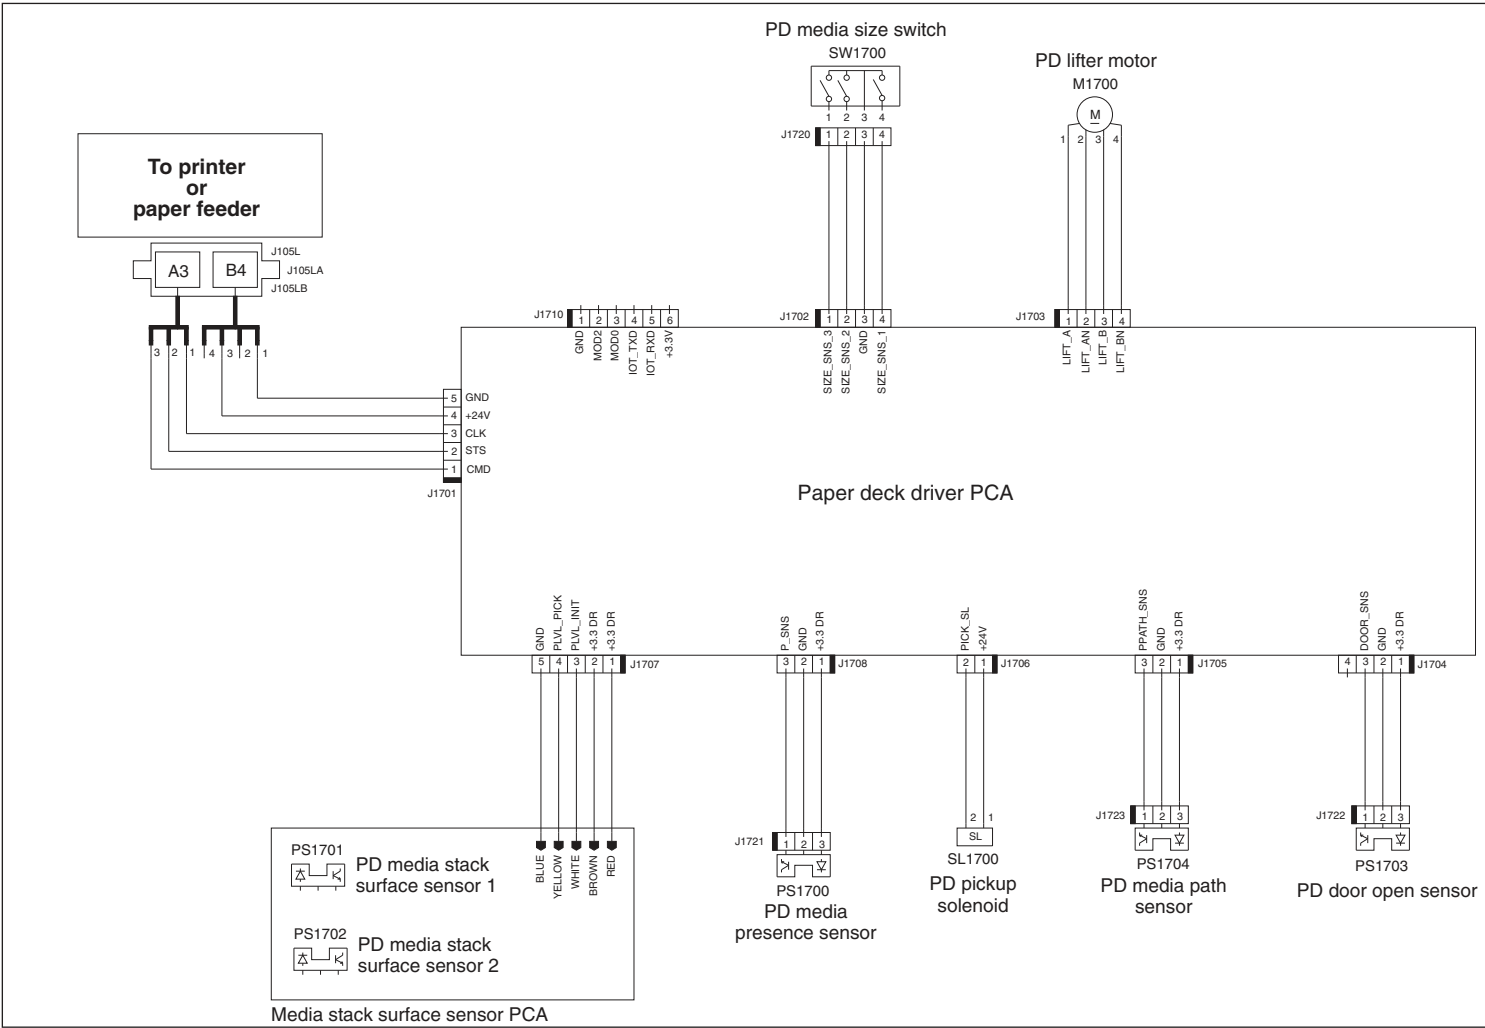 PD media size switch
SW1700
1 2 3 4
J1720 1 2 3 4
PD lifter motor
M1700
M
1 2 3 4
To printer
or
paper feeder
J105L
A3 B4 J105LA
J105LB
3 2 1 4 3 2 1
J1710 1 2 3 4 5 6
GND
MOD2
MOD0
IOT_TXD
IOT_RXD
+3.3V
J1702 1 2 3 4
SIZE_SNS_3
SIZE_SNS_2
GND
SIZE_SNS_1
J1703 1 2 3 4
LIFT_A
LIFT_AN
LIFT_B
LIFT_BN
5 GND
4 +24V
3 CLK
2 STS
1 CMD
J1701
Paper deck driver PCA
GND
PLVL_PICK
PLVL_INIT
+3.3 DR
+3.3 DR
5 4 3 2 1 J1707
P_SNS
GND
+3.3 DR
3 2 1 J1708
PICK_SL
+24V
2 1 J1706
PPATH_SNS
GND
+3.3 DR
3 2 1 J1705
DOOR_SNS
GND
+3.3 DR
4 3 2 1 J1704
BLUE
YELLOW
WHITE
BROWN
RED
PS1701
PD media stack
surface sensor 1
PS1702
PD media stack
surface sensor 2
Media stack surface sensor PCA
J1721 1 2 3
PS1700
PD media
presence sensor
2 1
SL
SL1700
PD pickup
solenoid
J1723 1 2 3
PS1704
PD media path
sensor
J1722 1 2 3
PS1703
PD door open sensor